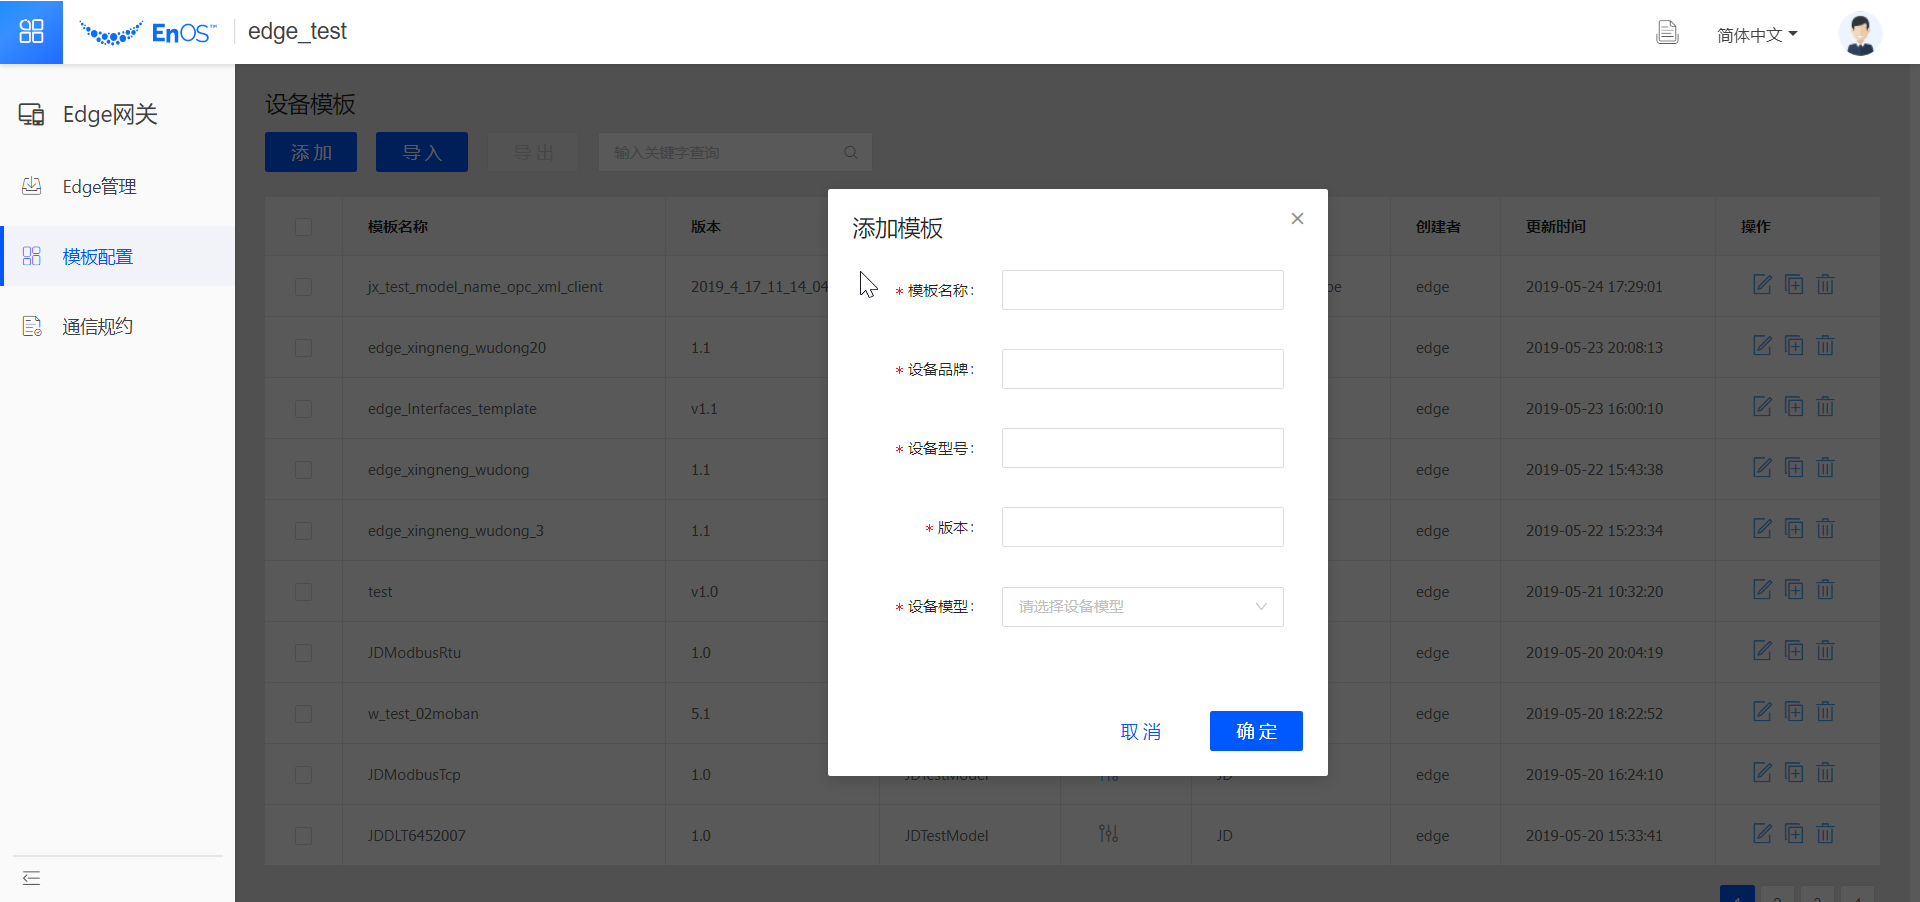 EnOS™ edge_test 简体中文
Edge网关
Edge管理
模板配置
通信规约
设备模板
添加 导入 导出 输入关键字查询
模板名称 版本 创建者 更新时间 操作
jx_test_model_name_opc_xml_client 2019_4_17_11_14_04 edge 2019-05-24 17:29:01
edge_xingneng_wudong20 1.1 edge 2019-05-23 20:08:13
edge_Interfaces_template v1.1 edge 2019-05-23 16:00:10
edge_xingneng_wudong 1.1 edge 2019-05-22 15:43:38
edge_xingneng_wudong_3 1.1 edge 2019-05-22 15:23:34
test v1.0 edge 2019-05-21 10:32:20
JDModbusRtu 1.0 edge 2019-05-20 20:04:19
w_test_02moban 5.1 edge 2019-05-20 18:22:52
JDModbusTcp 1.0 JDTestModel JD edge 2019-05-20 16:24:10
JDDLT6452007 1.0 JDTestModel JD edge 2019-05-20 15:33:41
1 2 3 4
添加模板
* 模板名称:
* 设备品牌:
* 设备型号:
* 版本:
* 设备模型: 请选择设备模型
取消 确定